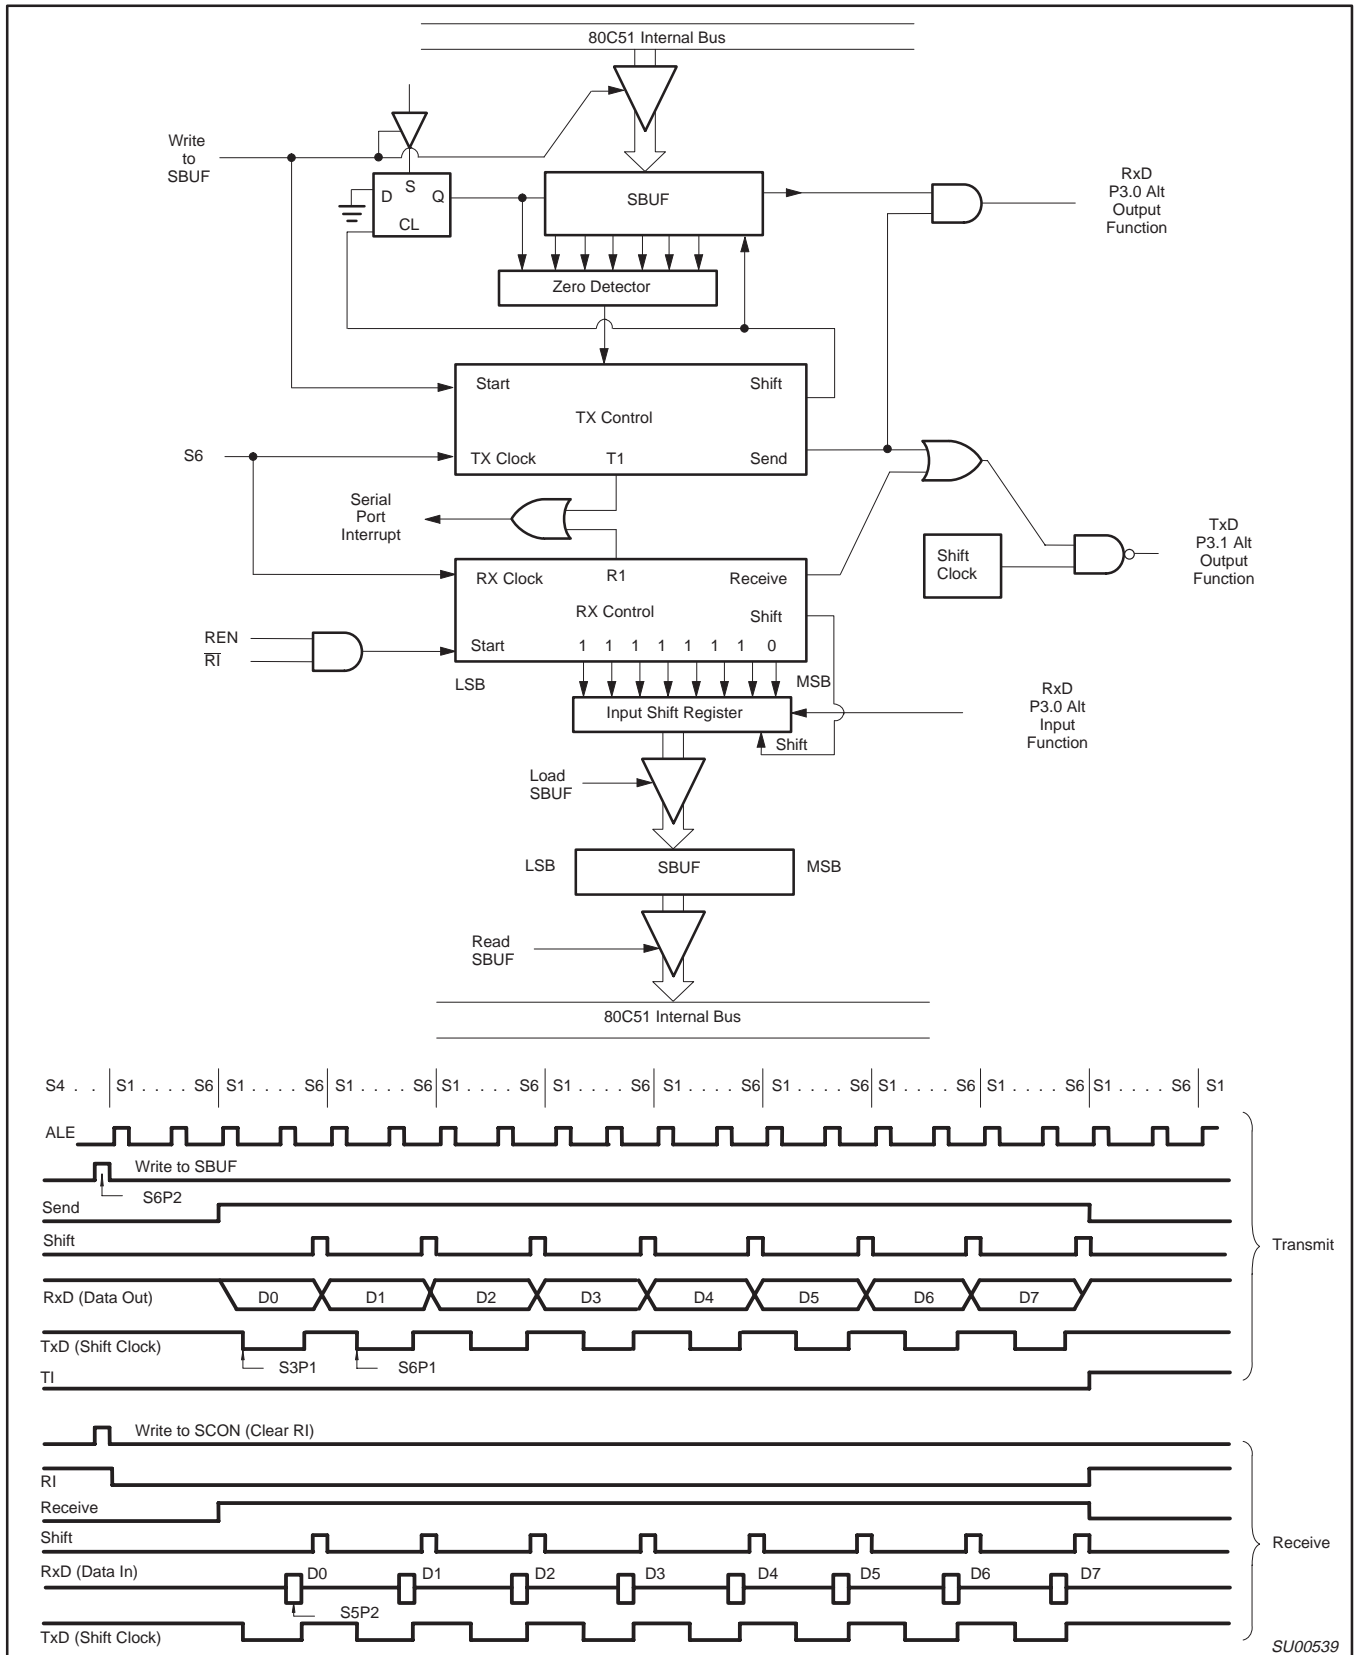 80C51 Internal Bus
Write
to
SBUF
D
S
Q
CL
SBUF
RxD
P3.0 Alt
Output
Function
Zero Detector
Start
Shift
TX Control
S6
TX Clock
T1
Send
Serial
Port
Interrupt
TxD
P3.1 Alt
Output
Function
Shift
Clock
RX Clock
R1
Receive
RX Control
Shift
REN
RI
Start
1 1 1 1 1 1 1 0
LSB
MSB
Input Shift Register
RxD
P3.0 Alt
Input
Function
Shift
Load
SBUF
LSB
SBUF
MSB
Read
SBUF
80C51 Internal Bus
S4 . . S1 . . . . S6 S1 . . . . S6 S1 . . . . S6 S1 . . . . S6 S1 . . . . S6 S1 . . . . S6 S1 . . . . S6 S1 . . . . S6 S1 . . . . S6 S1 . . . . S6 S1
ALE
Write to SBUF
S6P2
Send
Shift
Transmit
RxD (Data Out) D0 D1 D2 D3 D4 D5 D6 D7
TxD (Shift Clock)
S3P1 S6P1
TI
Write to SCON (Clear RI)
RI
Receive
Shift
Receive
RxD (Data In) D0 D1 D2 D3 D4 D5 D6 D7
S5P2
TxD (Shift Clock)
SU00539